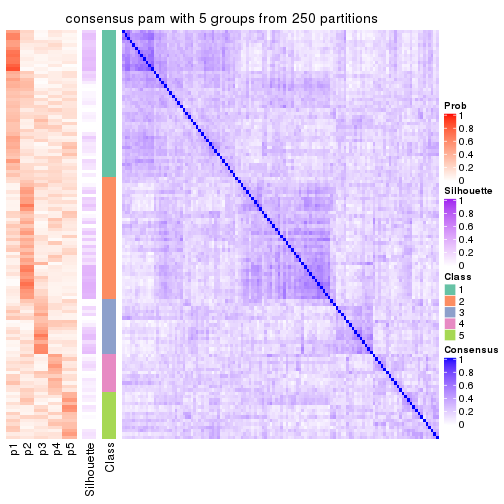 consensus pam with 5 groups from 250 partitions
Prob
1
0.8
0.6
0.4
0.2
0
Silhouette
1
0.8
0.6
0.4
0.2
0
Class
1
2
3
4
5
Consensus
1
0.8
0.6
0.4
0.2
0
p1
p2
p3
p4
p5
Silhouette
Class